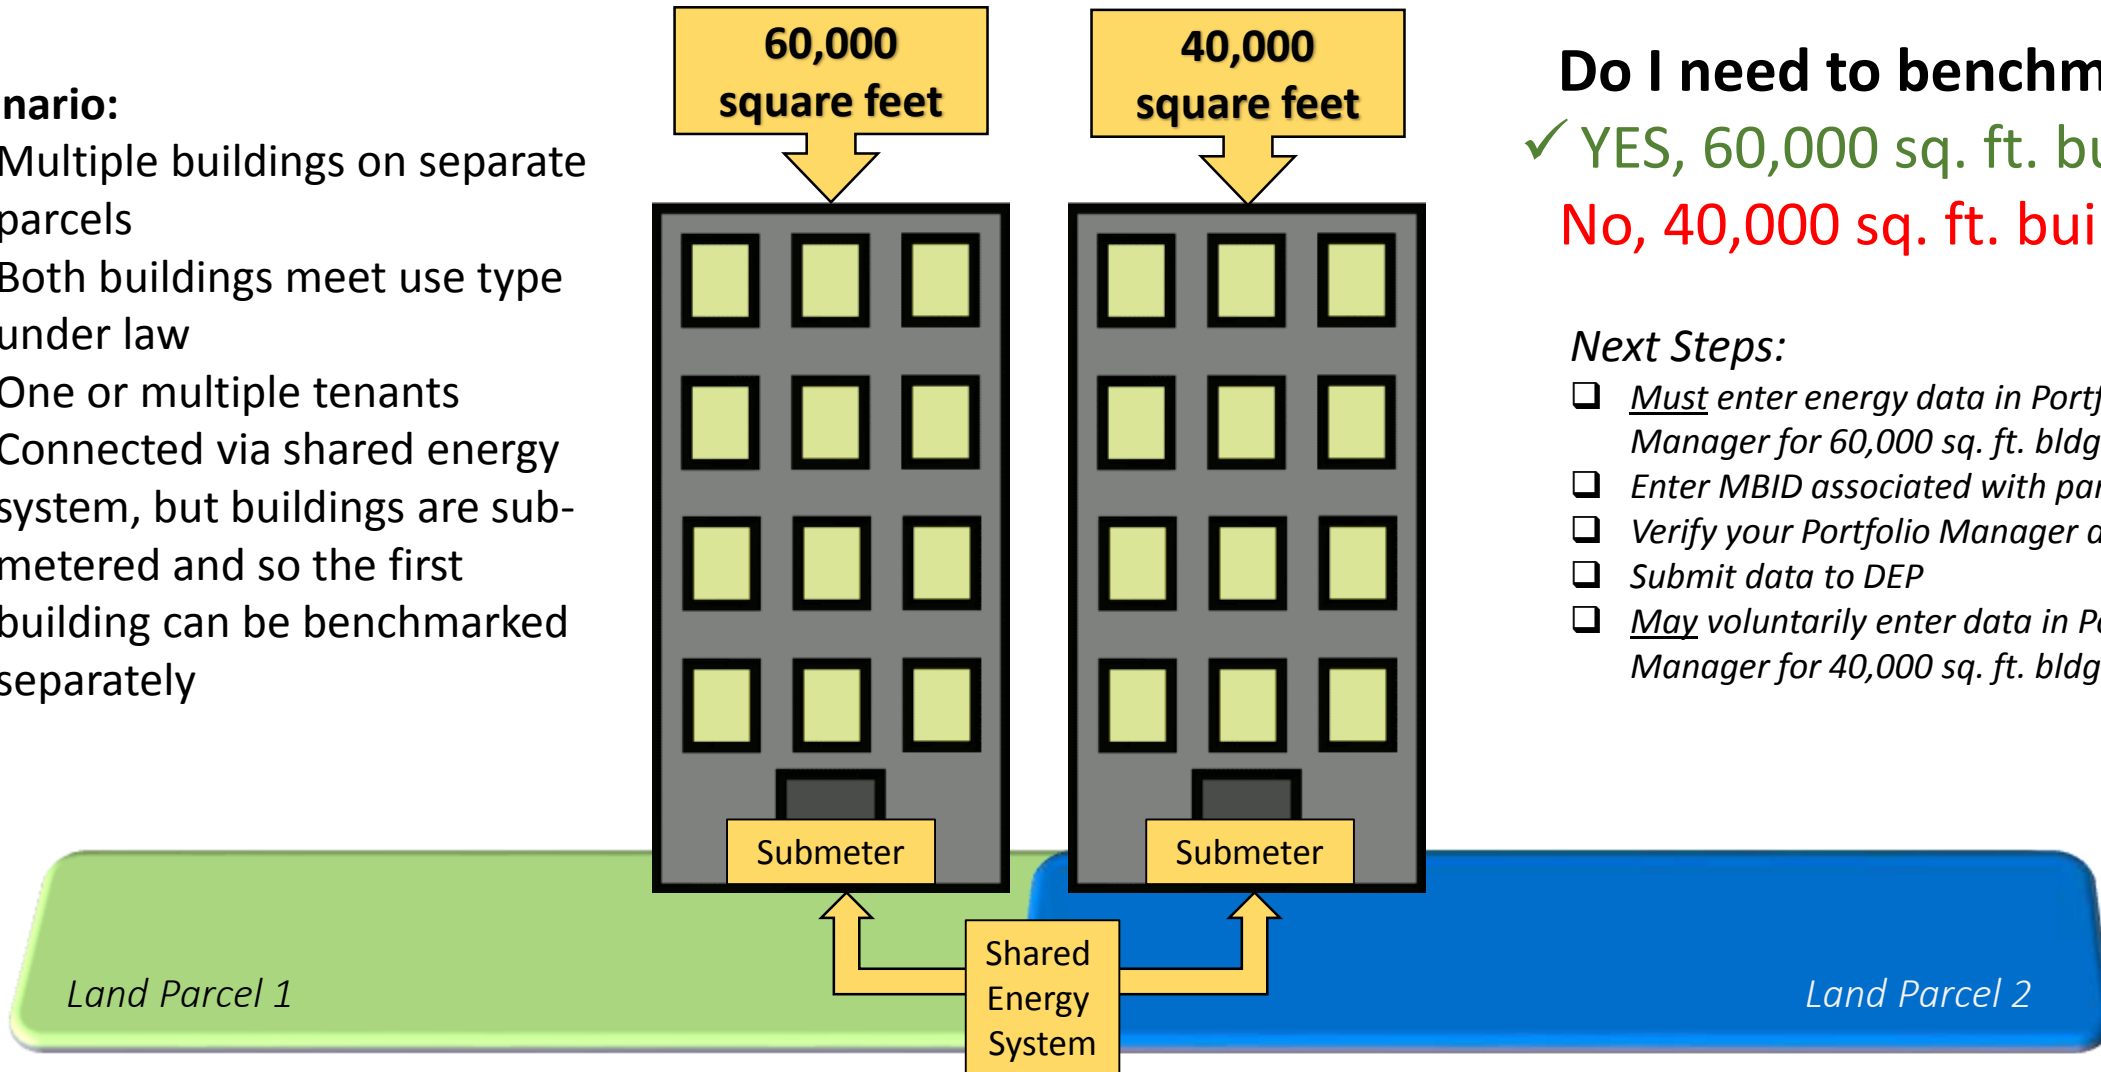 nario:
Multiple buildings on separate
parcels
Both buildings meet use type
under law
One or multiple tenants
Connected via shared energy
system, but buildings are sub-
metered and so the first
building can be benchmarked
separately
60,000
square feet
40,000
square feet
Do I need to benchm
✓ YES, 60,000 sq. ft. bu
No, 40,000 sq. ft. bui
Next Steps:
❑ Must enter energy data in Portf
Manager for 60,000 sq. ft. bldg
❑ Enter MBID associated with par
❑ Verify your Portfolio Manager a
❑ Submit data to DEP
❑ May voluntarily enter data in Po
Manager for 40,000 sq. ft. bldg
Submeter
Submeter
Shared
Energy
System
Land Parcel 1
Land Parcel 2